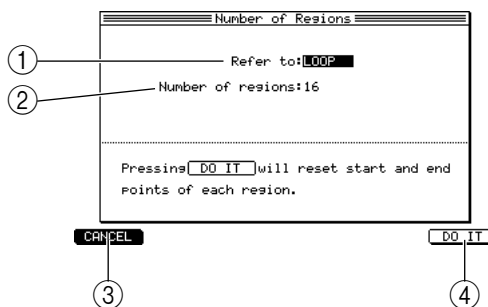 Number of Regions
① Refer to:LOOP
② Number of regions:16
Pressing DO IT will reset start and end
points of each region.
CANCEL DO IT
③ ④